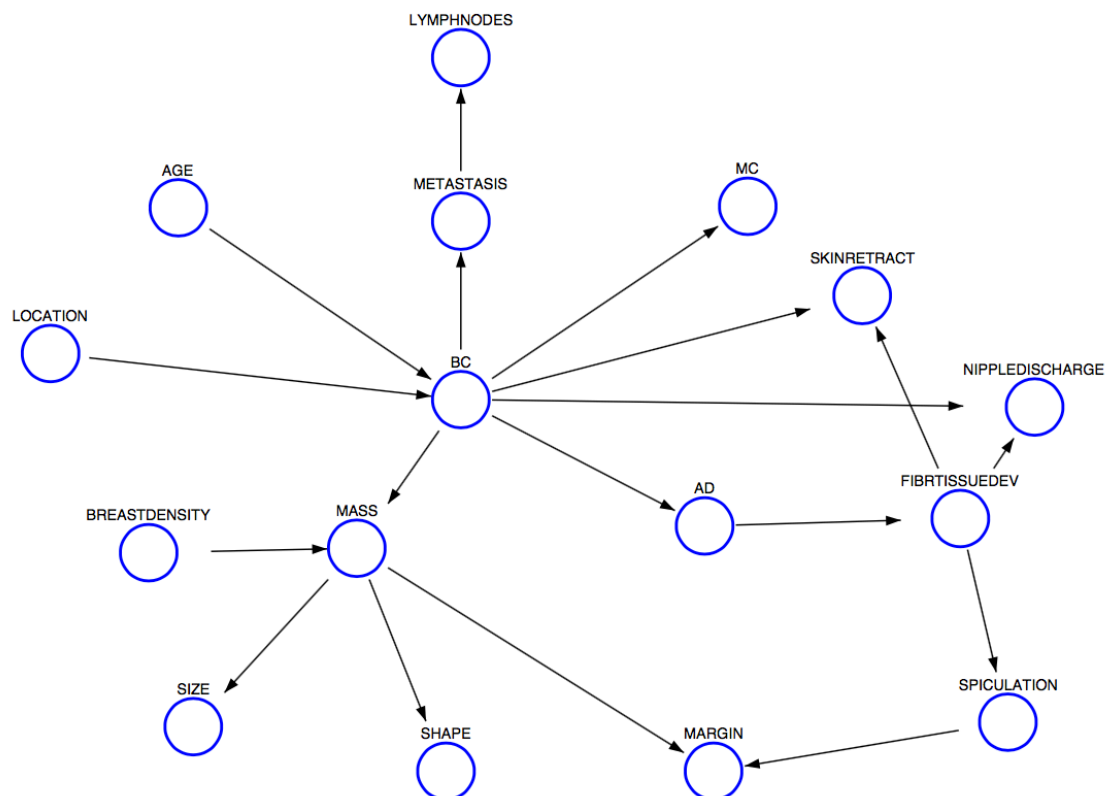 LYMPHNODES
AGE
METASTASIS
MC
SKINRETRACT
LOCATION
BC
NIPPLEDISCHARGE
FIBRTISSUEDEV
AD
MASS
BREASTDENSITY
SIZE
SPICULATION
SHAPE
MARGIN